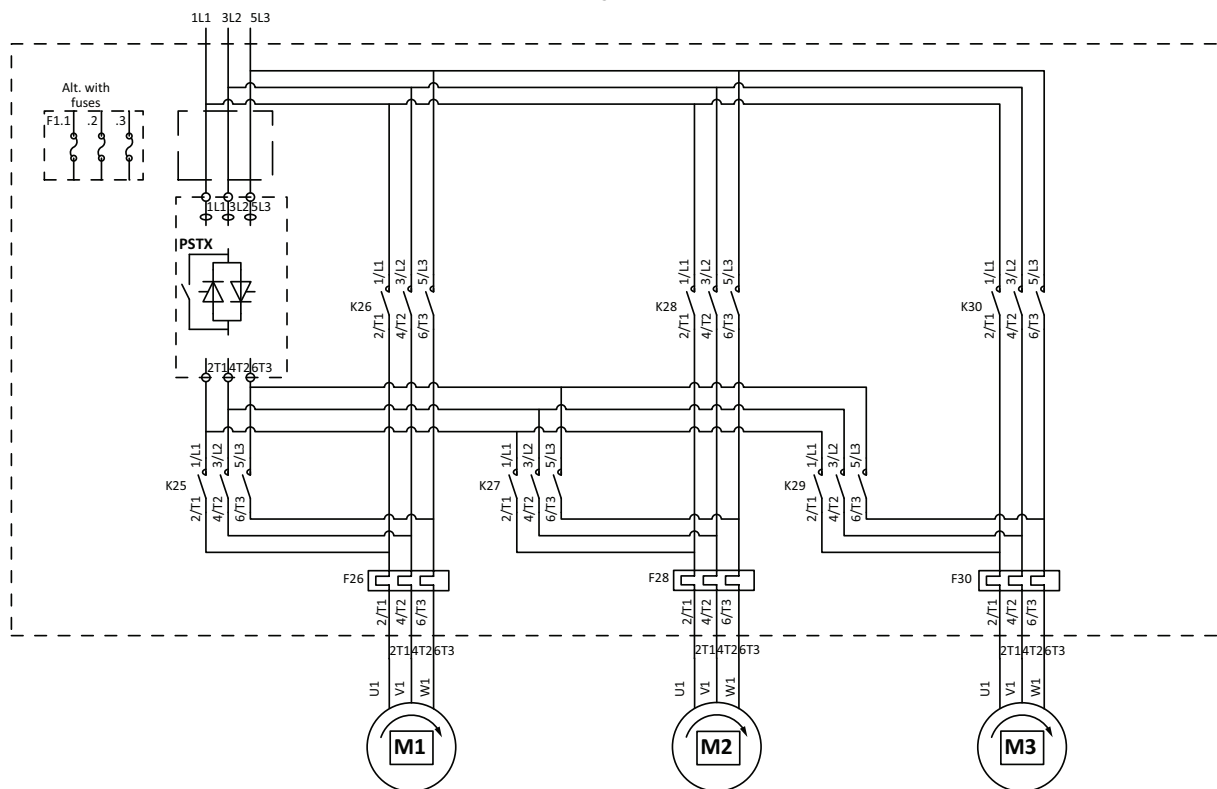 1L1 3L2 5L3
Alt. with
fuses
F1.1 .2 .3
1L1 3L2 5L3
PSTX
1/L1 3/L2 5/L3
K26
2/T1 4/T2 6/T3
1/L1 3/L2 5/L3
K28
2/T1 4/T2 6/T3
1/L1 3/L2 5/L3
K30
2/T1 4/T2 6/T3
2T1 4T2 6T3
1/L1 3/L2 5/L3
K25
2/T1 4/T2 6/T3
1/L1 3/L2 5/L3
K27
2/T1 4/T2 6/T3
1/L1 3/L2 5/L3
K29
2/T1 4/T2 6/T3
F26
2/T1 4/T2 6/T3
F28
2/T1 4/T2 6/T3
F30
2/T1 4/T2 6/T3
2T1 4T2 6T3
2T1 4T2 6T3
2T1 4T2 6T3
U1 V1 W1
U1 V1 W1
U1 V1 W1
M1
M2
M3